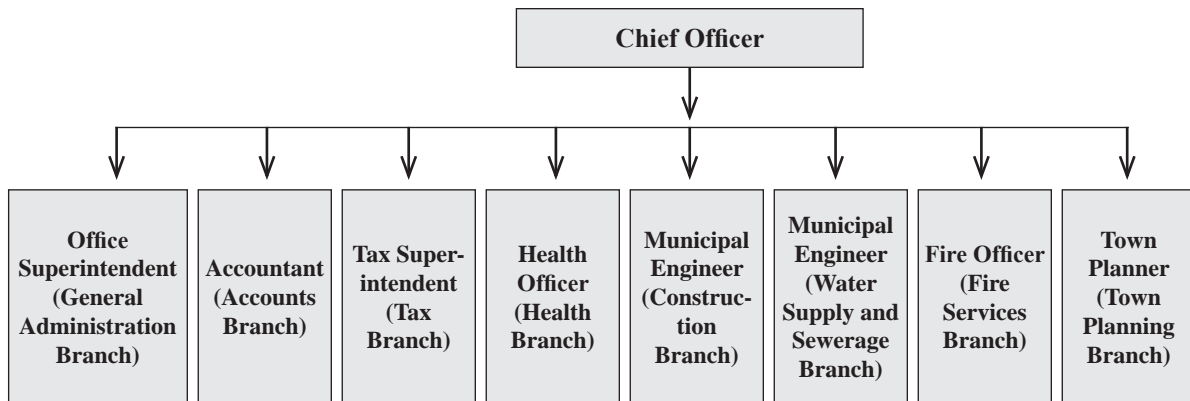 Chief Officer
Office
Superintendent
(General
Administration
Branch)
Accountant
(Accounts
Branch)
Tax Super-
intendent
(Tax
Branch)
Health
Officer
(Health
Branch)
Municipal
Engineer
(Construc-
tion
Branch)
Municipal
Engineer
(Water
Supply and
Sewerage
Branch)
Fire Officer
(Fire
Services
Branch)
Town
Planner
(Town
Planning
Branch)